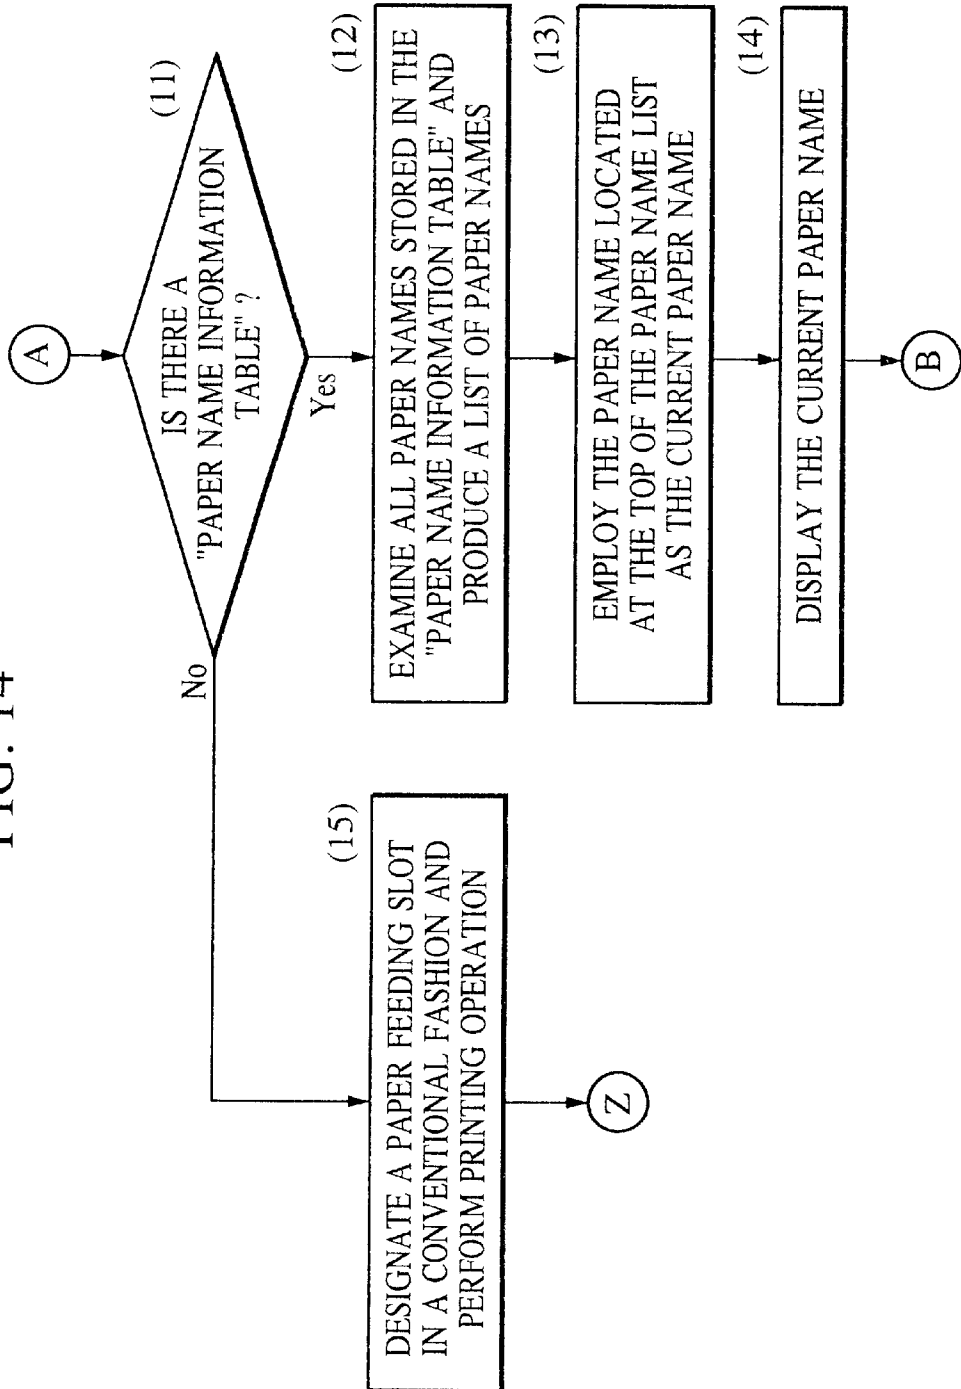 FIG. 14
A
(11)
IS THERE A
"PAPER NAME INFORMATION
TABLE" ?
No
Yes
(12)
EXAMINE ALL PAPER NAMES STORED IN THE
"PAPER NAME INFORMATION TABLE" AND
PRODUCE A LIST OF PAPER NAMES
(13)
EMPLOY THE PAPER NAME LOCATED
AT THE TOP OF THE PAPER NAME LIST
AS THE CURRENT PAPER NAME
(14)
DISPLAY THE CURRENT PAPER NAME
B
(15)
DESIGNATE A PAPER FEEDING SLOT
IN A CONVENTIONAL FASHION AND
PERFORM PRINTING OPERATION
Z